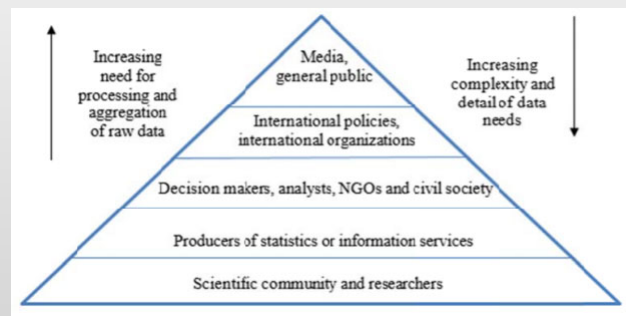 Increasing
need for
processing and
aggregation
of raw data
Media,
general public
Increasing
complexity and
detail of data
needs
International policies,
international organizations
Decision makers, analysts, NGOs and civil society
Producers of statistics or information services
Scientific community and researchers